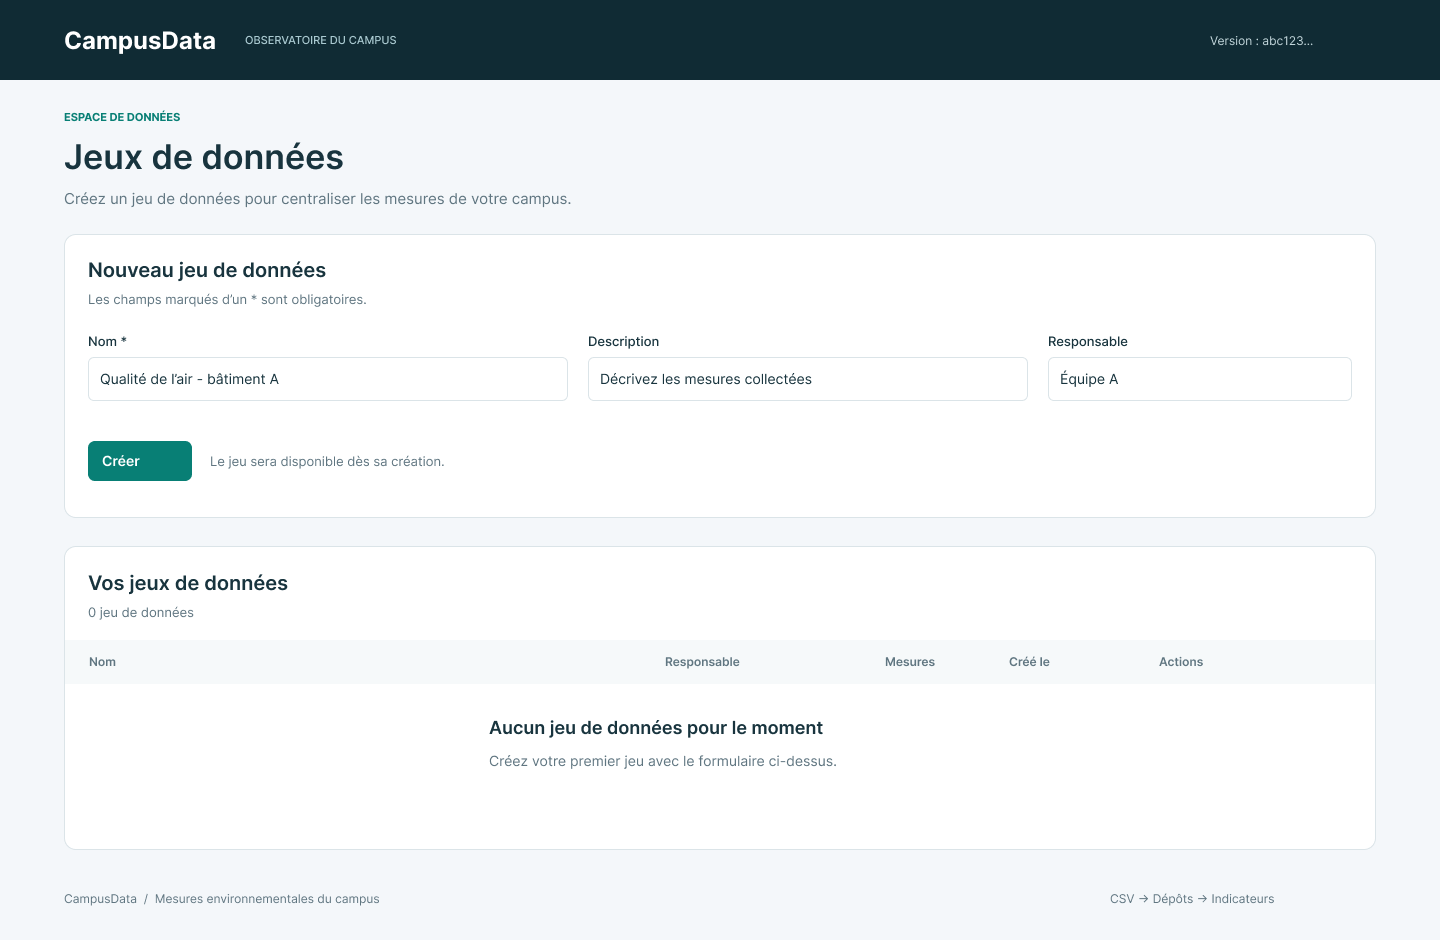 CampusData OBSERVATOIRE DU CAMPUS Version : abc123...
ESPACE DE DONNÉES
Jeux de données
Créez un jeu de données pour centraliser les mesures de votre campus.
Nouveau jeu de données
Les champs marqués d’un * sont obligatoires.
Nom * Description Responsable
Qualité de l’air - bâtiment A Décrivez les mesures collectées Équipe A
Créer Le jeu sera disponible dès sa création.
Vos jeux de données
0 jeu de données
Nom Responsable Mesures Créé le Actions
Aucun jeu de données pour le moment
Créez votre premier jeu avec le formulaire ci-dessus.
CampusData / Mesures environnementales du campus CSV → Dépôts → Indicateurs